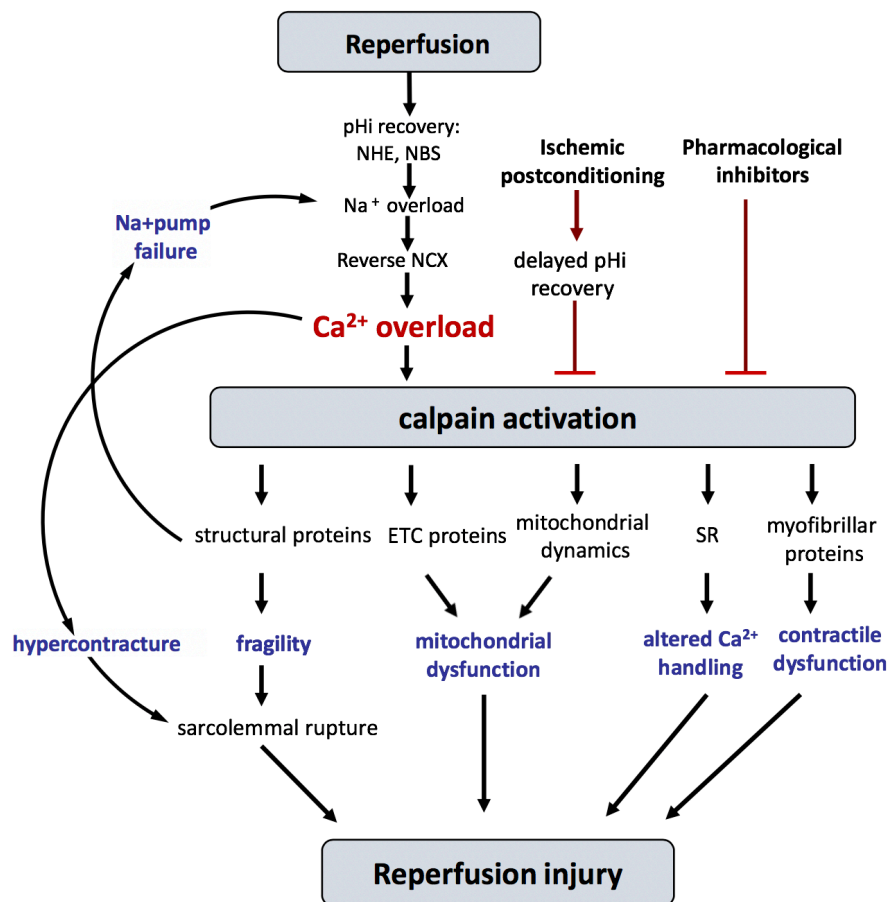 Reperfusion
pHi recovery:
NHE, NBS
Ischemic
postconditioning
Pharmacological
inhibitors
Na+pump
failure
Na⁺ overload
Reverse NCX
delayed pHi
recovery
Ca²⁺ overload
calpain activation
structural proteins
ETC proteins
mitochondrial
dynamics
SR
myofibrillar
proteins
hypercontracture
fragility
mitochondrial
dysfunction
altered Ca²⁺
handling
contractile
dysfunction
sarcolemmal rupture
Reperfusion injury